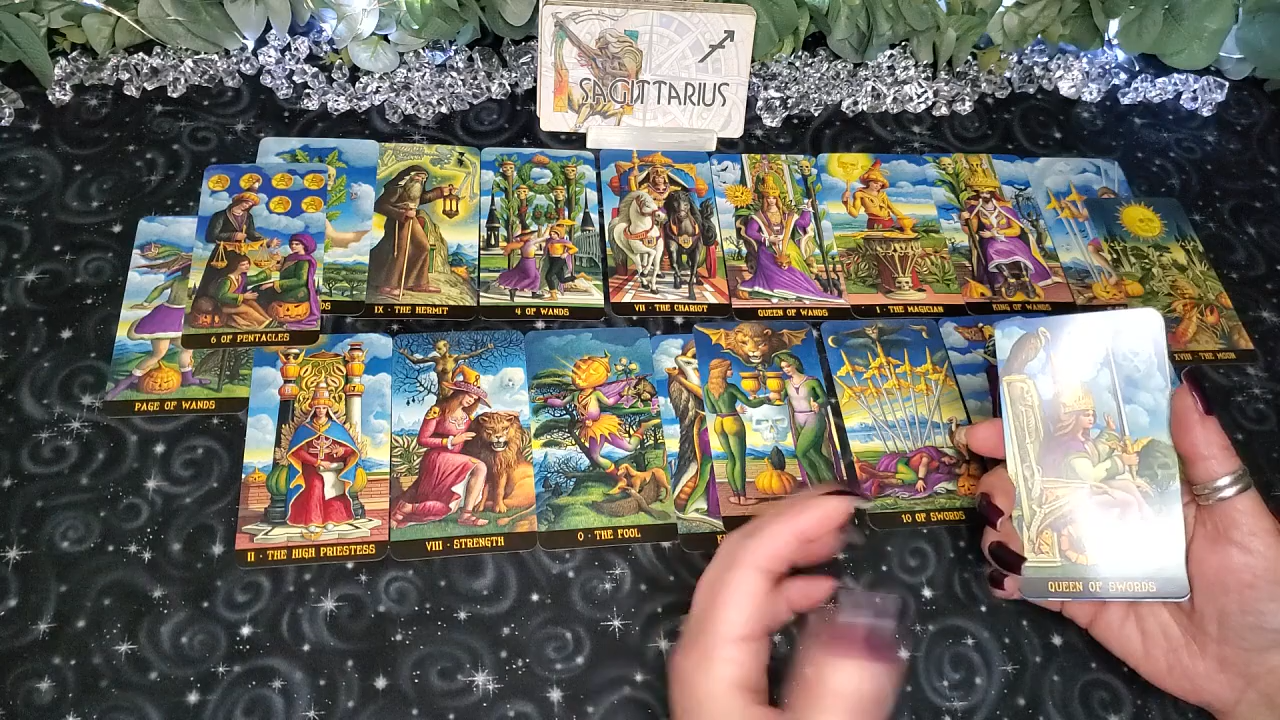 SAGITTARIUS
IX · THE HERMIT
4 OF WANDS
VII · THE CHARIOT
QUEEN OF WANDS
I · THE MAGICIAN
KING OF WANDS
6 OF PENTACLES
XVIII · THE MOON
PAGE OF WANDS
II · THE HIGH PRIESTESS
VIII · STRENGTH
0 · THE FOOL
10 OF SWORDS
QUEEN OF SWORDS